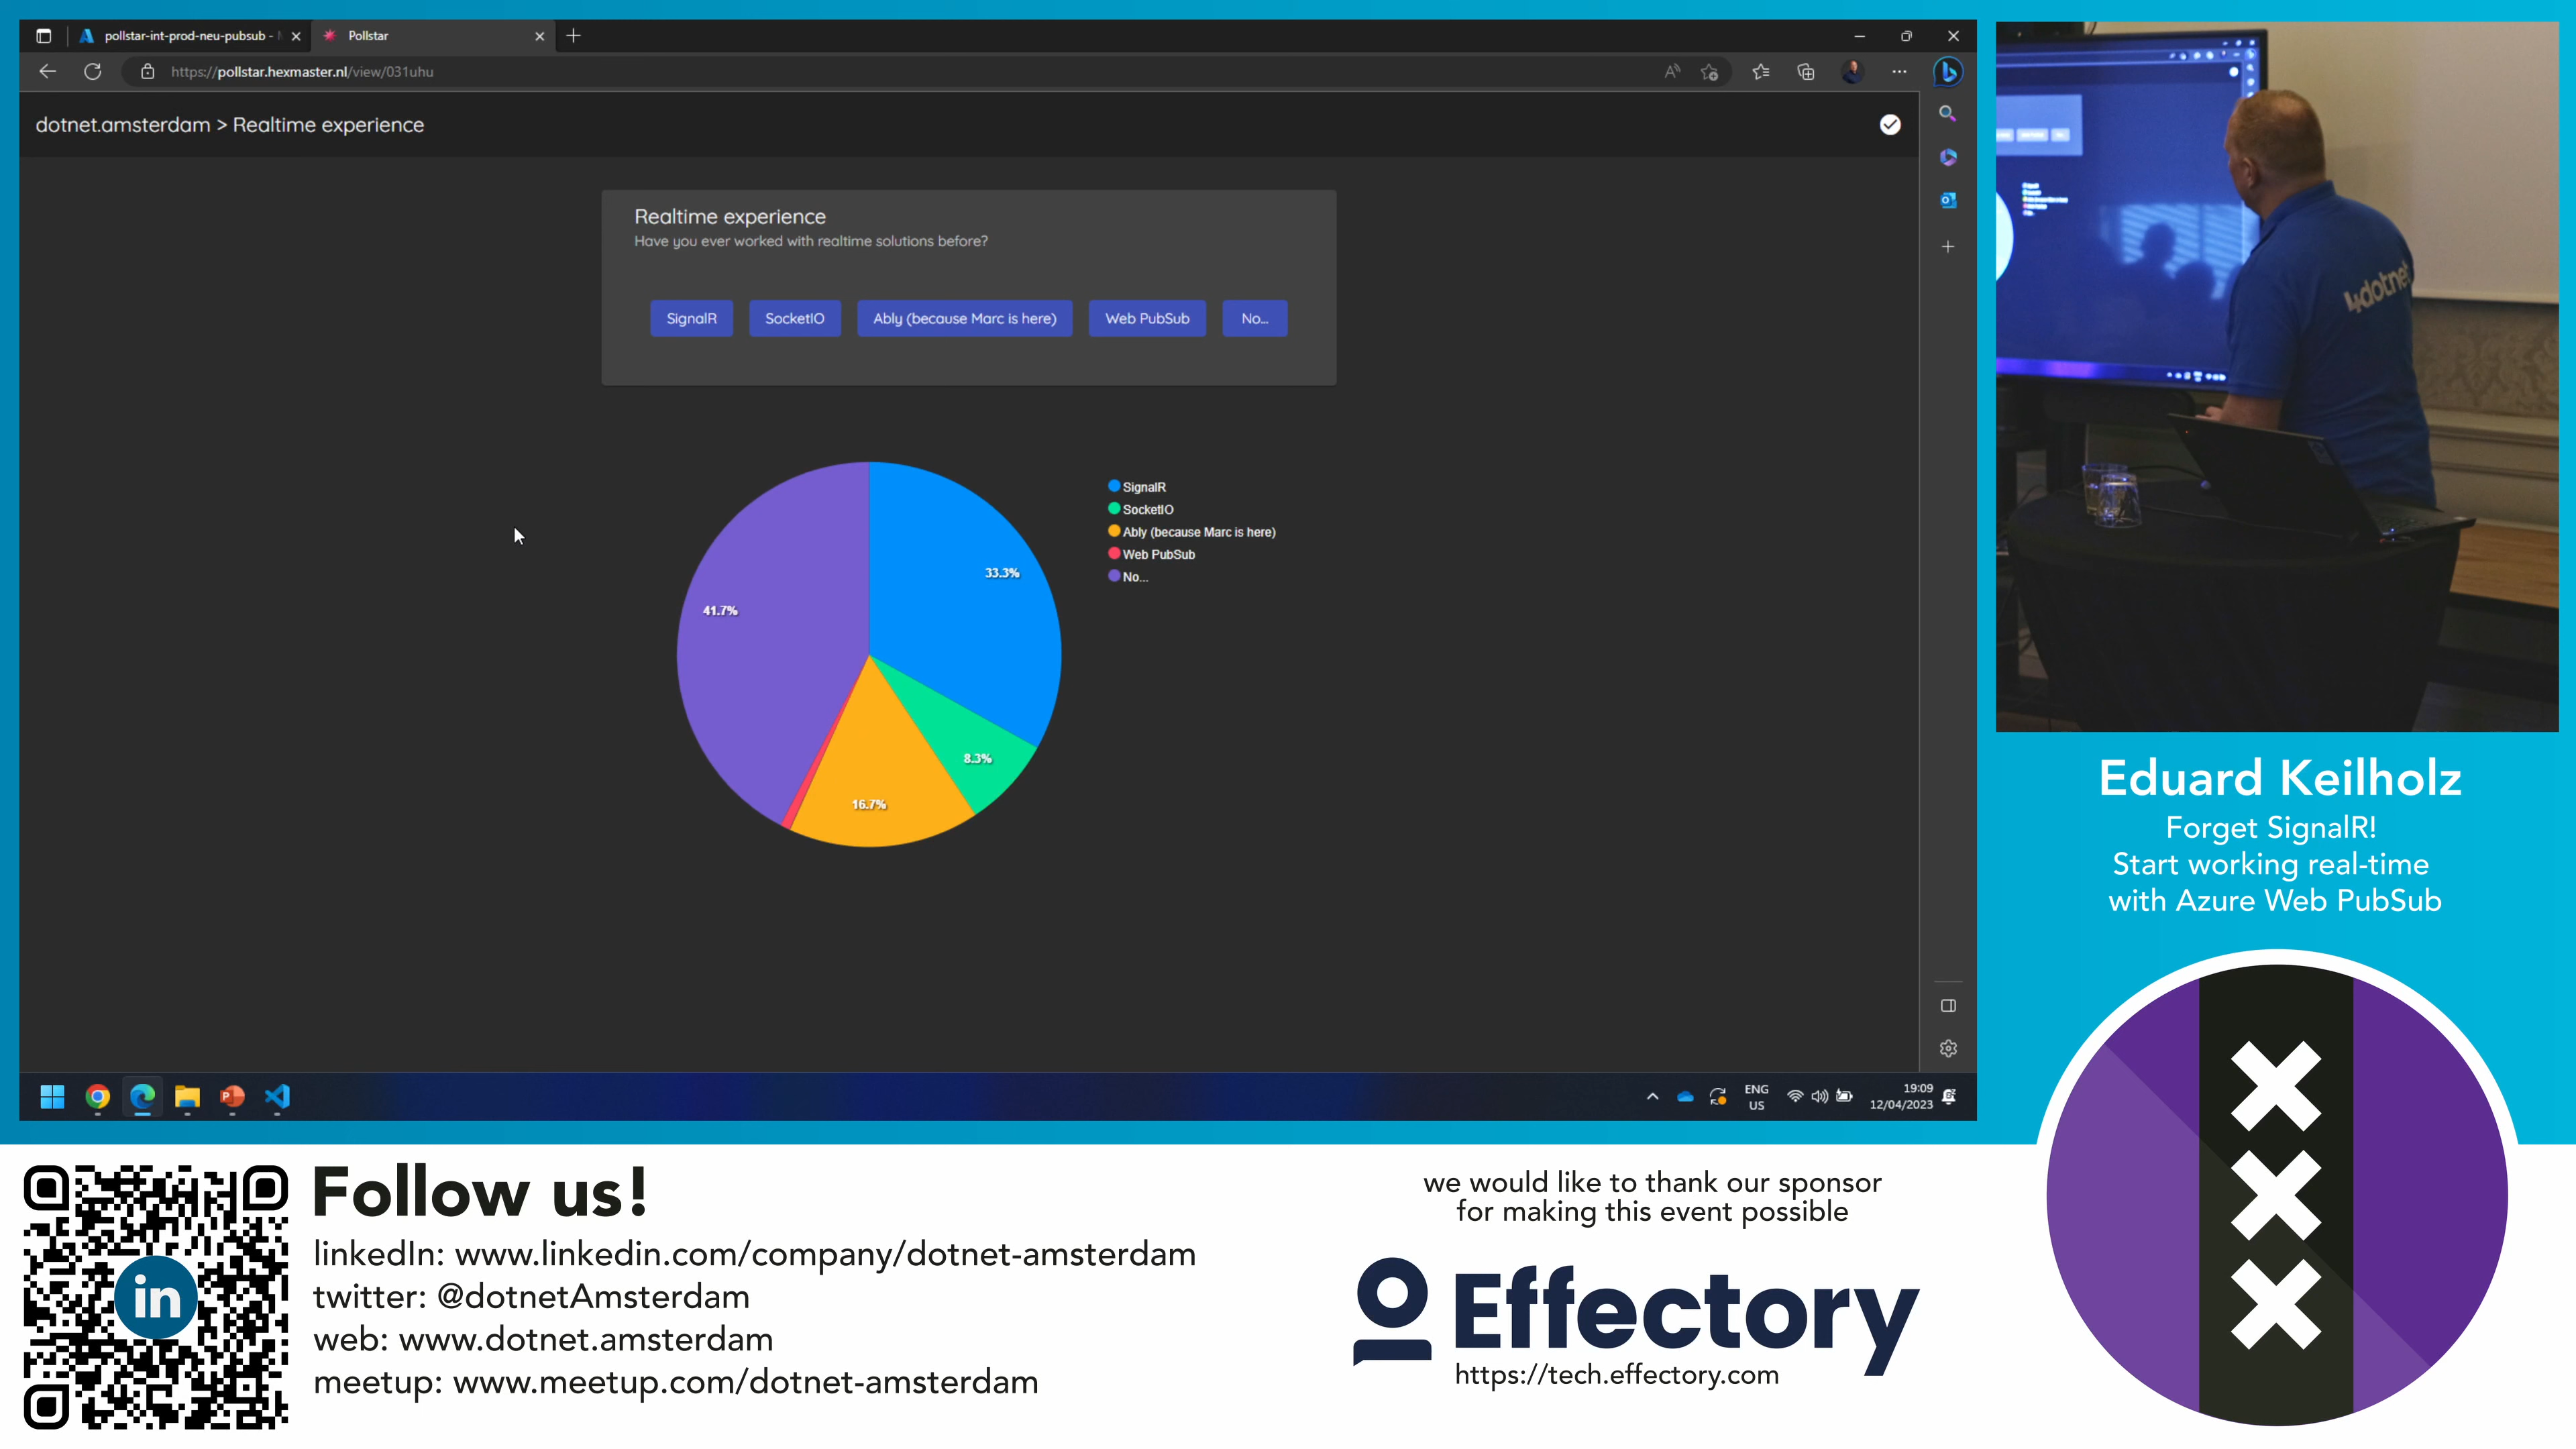 pollstar-int-prod-neu-pubsub -
Pollstar
https://pollstar.hexmaster.nl/view/031uhu
dotnet.amsterdam > Realtime experience
Realtime experience
Have you ever worked with realtime solutions before?
SignalR
SocketIO
Ably (because Marc is here)
Web PubSub
No...
SignalR
SocketIO
Ably (because Marc is here)
Web PubSub
No...
33.3%
41.7%
8.3%
16.7%
ENG
US
19:09
12/04/2023
4dotnet
Eduard Keilholz
Forget SignalR!
Start working real-time
with Azure Web PubSub
Follow us!
linkedIn: www.linkedin.com/company/dotnet-amsterdam
twitter: @dotnetAmsterdam
web: www.dotnet.amsterdam
meetup: www.meetup.com/dotnet-amsterdam
in
we would like to thank our sponsor
for making this event possible
Effectory
https://tech.effectory.com